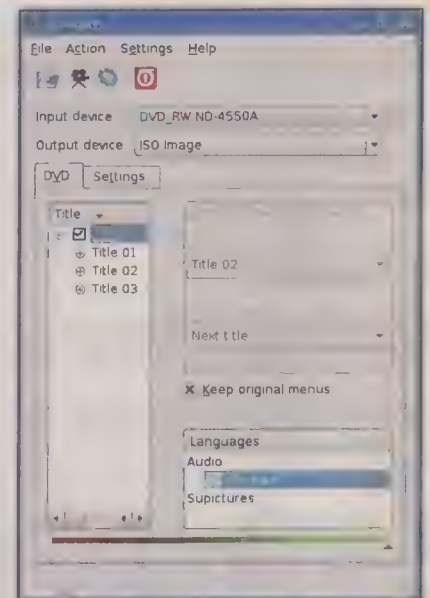 File Action Settings Help
Input device DVD_RW ND-4550A
Output device ISO Image
DVD Settings
Title
Title 01
Title 02
Title 03
Title 02
Next t tle
Keep original menus
Languages
Audio
Supictures